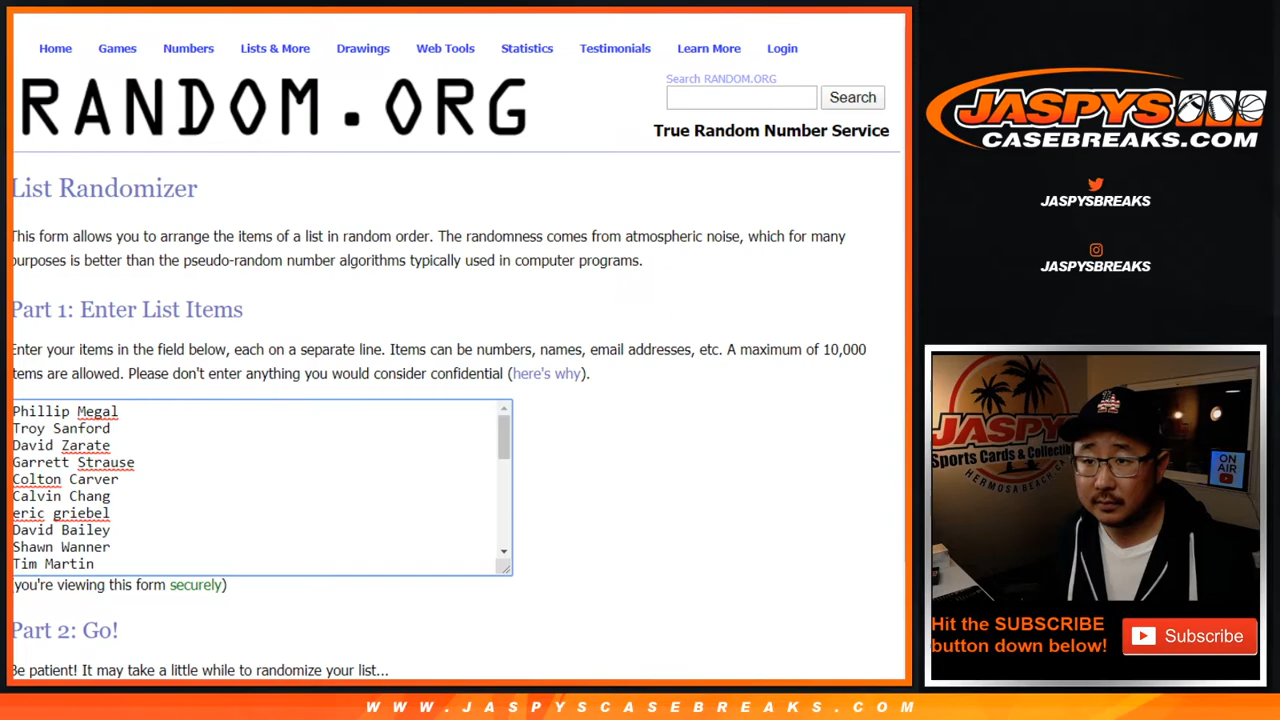 Home Games Numbers Lists & More Drawings Web Tools Statistics Testimonials Learn More Login
RANDOM.ORG
Search RANDOM.ORG
Search
True Random Number Service
List Randomizer
This form allows you to arrange the items of a list in random order. The randomness comes from atmospheric noise, which for many
purposes is better than the pseudo-random number algorithms typically used in computer programs.
Part 1: Enter List Items
Enter your items in the field below, each on a separate line. Items can be numbers, names, email addresses, etc. A maximum of 10,000
items are allowed. Please don't enter anything you would consider confidential (here's why).
Phillip Megal
Troy Sanford
David Zarate
Garrett Strause
Colton Carver
Calvin Chang
eric griebel
David Bailey
Shawn Wanner
Tim Martin
(you're viewing this form securely)
Part 2: Go!
Be patient! It may take a little while to randomize your list...
JASPYS
CASEBREAKS.COM
JASPYSBREAKS
JASPYSBREAKS
JASPYS
Sports Cards & Collectib
HERMOSA BEACH CA
ON
AIR
Hit the SUBSCRIBE
button down below!
Subscribe
WWW.JASPYSCASEBREAKS.COM